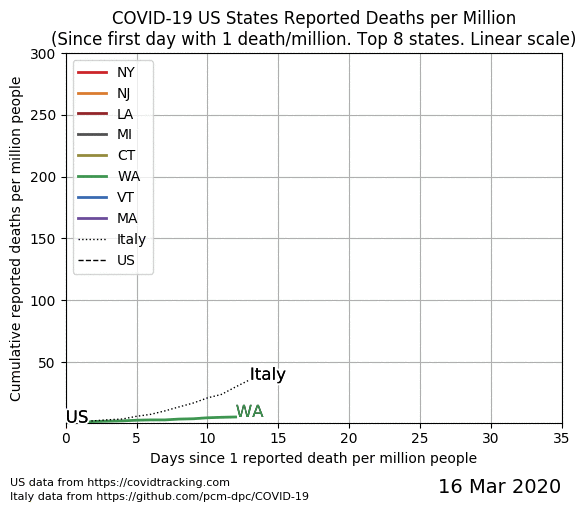 COVID-19 US States Reported Deaths per Million
(Since first day with 1 death/million. Top 8 states. Linear scale)
Cumulative reported deaths per million people
300
250
200
150
100
50
NY
NJ
LA
MI
CT
WA
VT
MA
Italy
US
Italy
WA
US
0
5
10
15
20
25
30
35
Days since 1 reported death per million people
US data from https://covidtracking.com
Italy data from https://github.com/pcm-dpc/COVID-19
16 Mar 2020